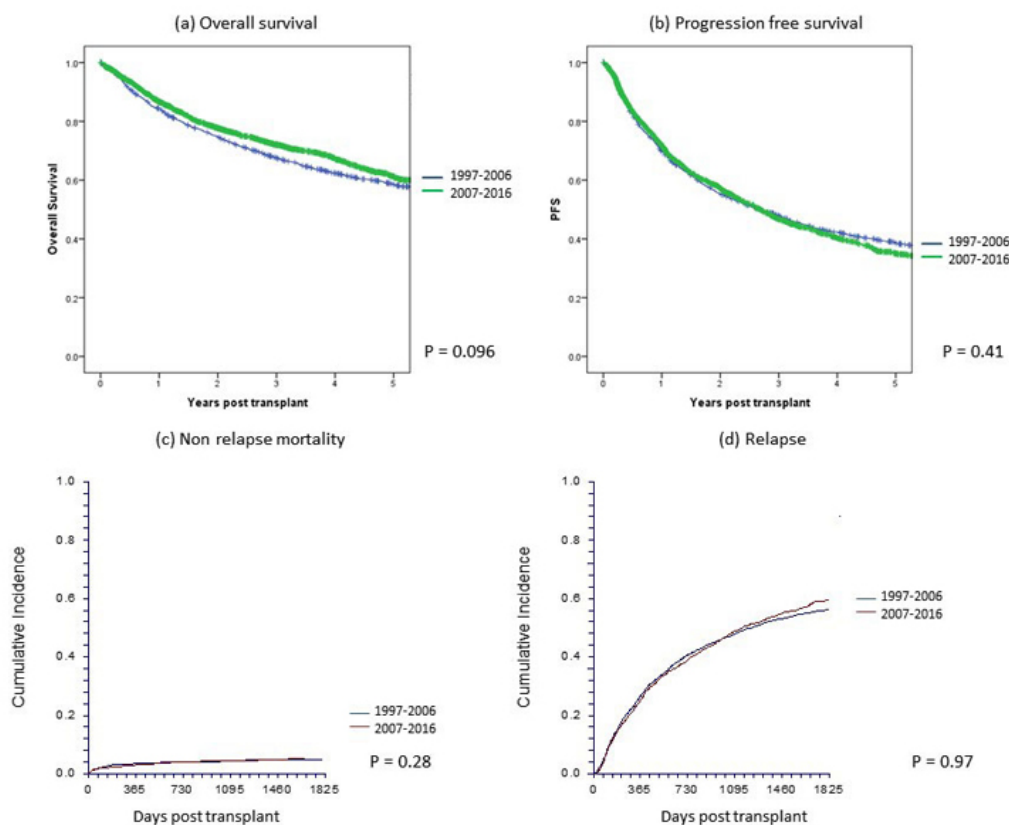 (a) Overall survival
1.0
0.8
0.6
0.4
0.2
0.0
Overall Survival
0 1 2 3 4 5
Years post transplant
1997-2006
2007-2016
P = 0.096
(b) Progression free survival
1.0
0.8
0.6
0.4
0.2
0.0
PFS
0 1 2 3 4 5
Years post transplant
1997-2006
2007-2016
P = 0.41
(c) Non relapse mortality
1.0
0.8
0.6
0.4
0.2
0.0
Cumulative Incidence
0 365 730 1095 1460 1825
Days post transplant
1997-2006
2007-2016
P = 0.28
(d) Relapse
1.0
0.8
0.6
0.4
0.2
0.0
Cumulative Incidence
0 365 730 1095 1460 1825
Days post transplant
1997-2006
2007-2016
P = 0.97